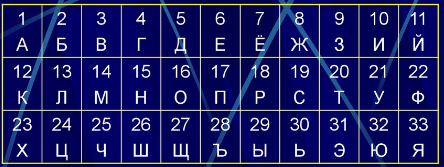 1 2 3 4 5 6 7 8 9 10 11
А Б В Г Д Е Ё Ж З И Й
12 13 14 15 16 17 18 19 20 21 22
К Л М Н О П Р С Т У Ф
23 24 25 26 27 28 29 30 31 32 33
Х Ц Ч Ш Щ Ъ Ы Ь Э Ю Я